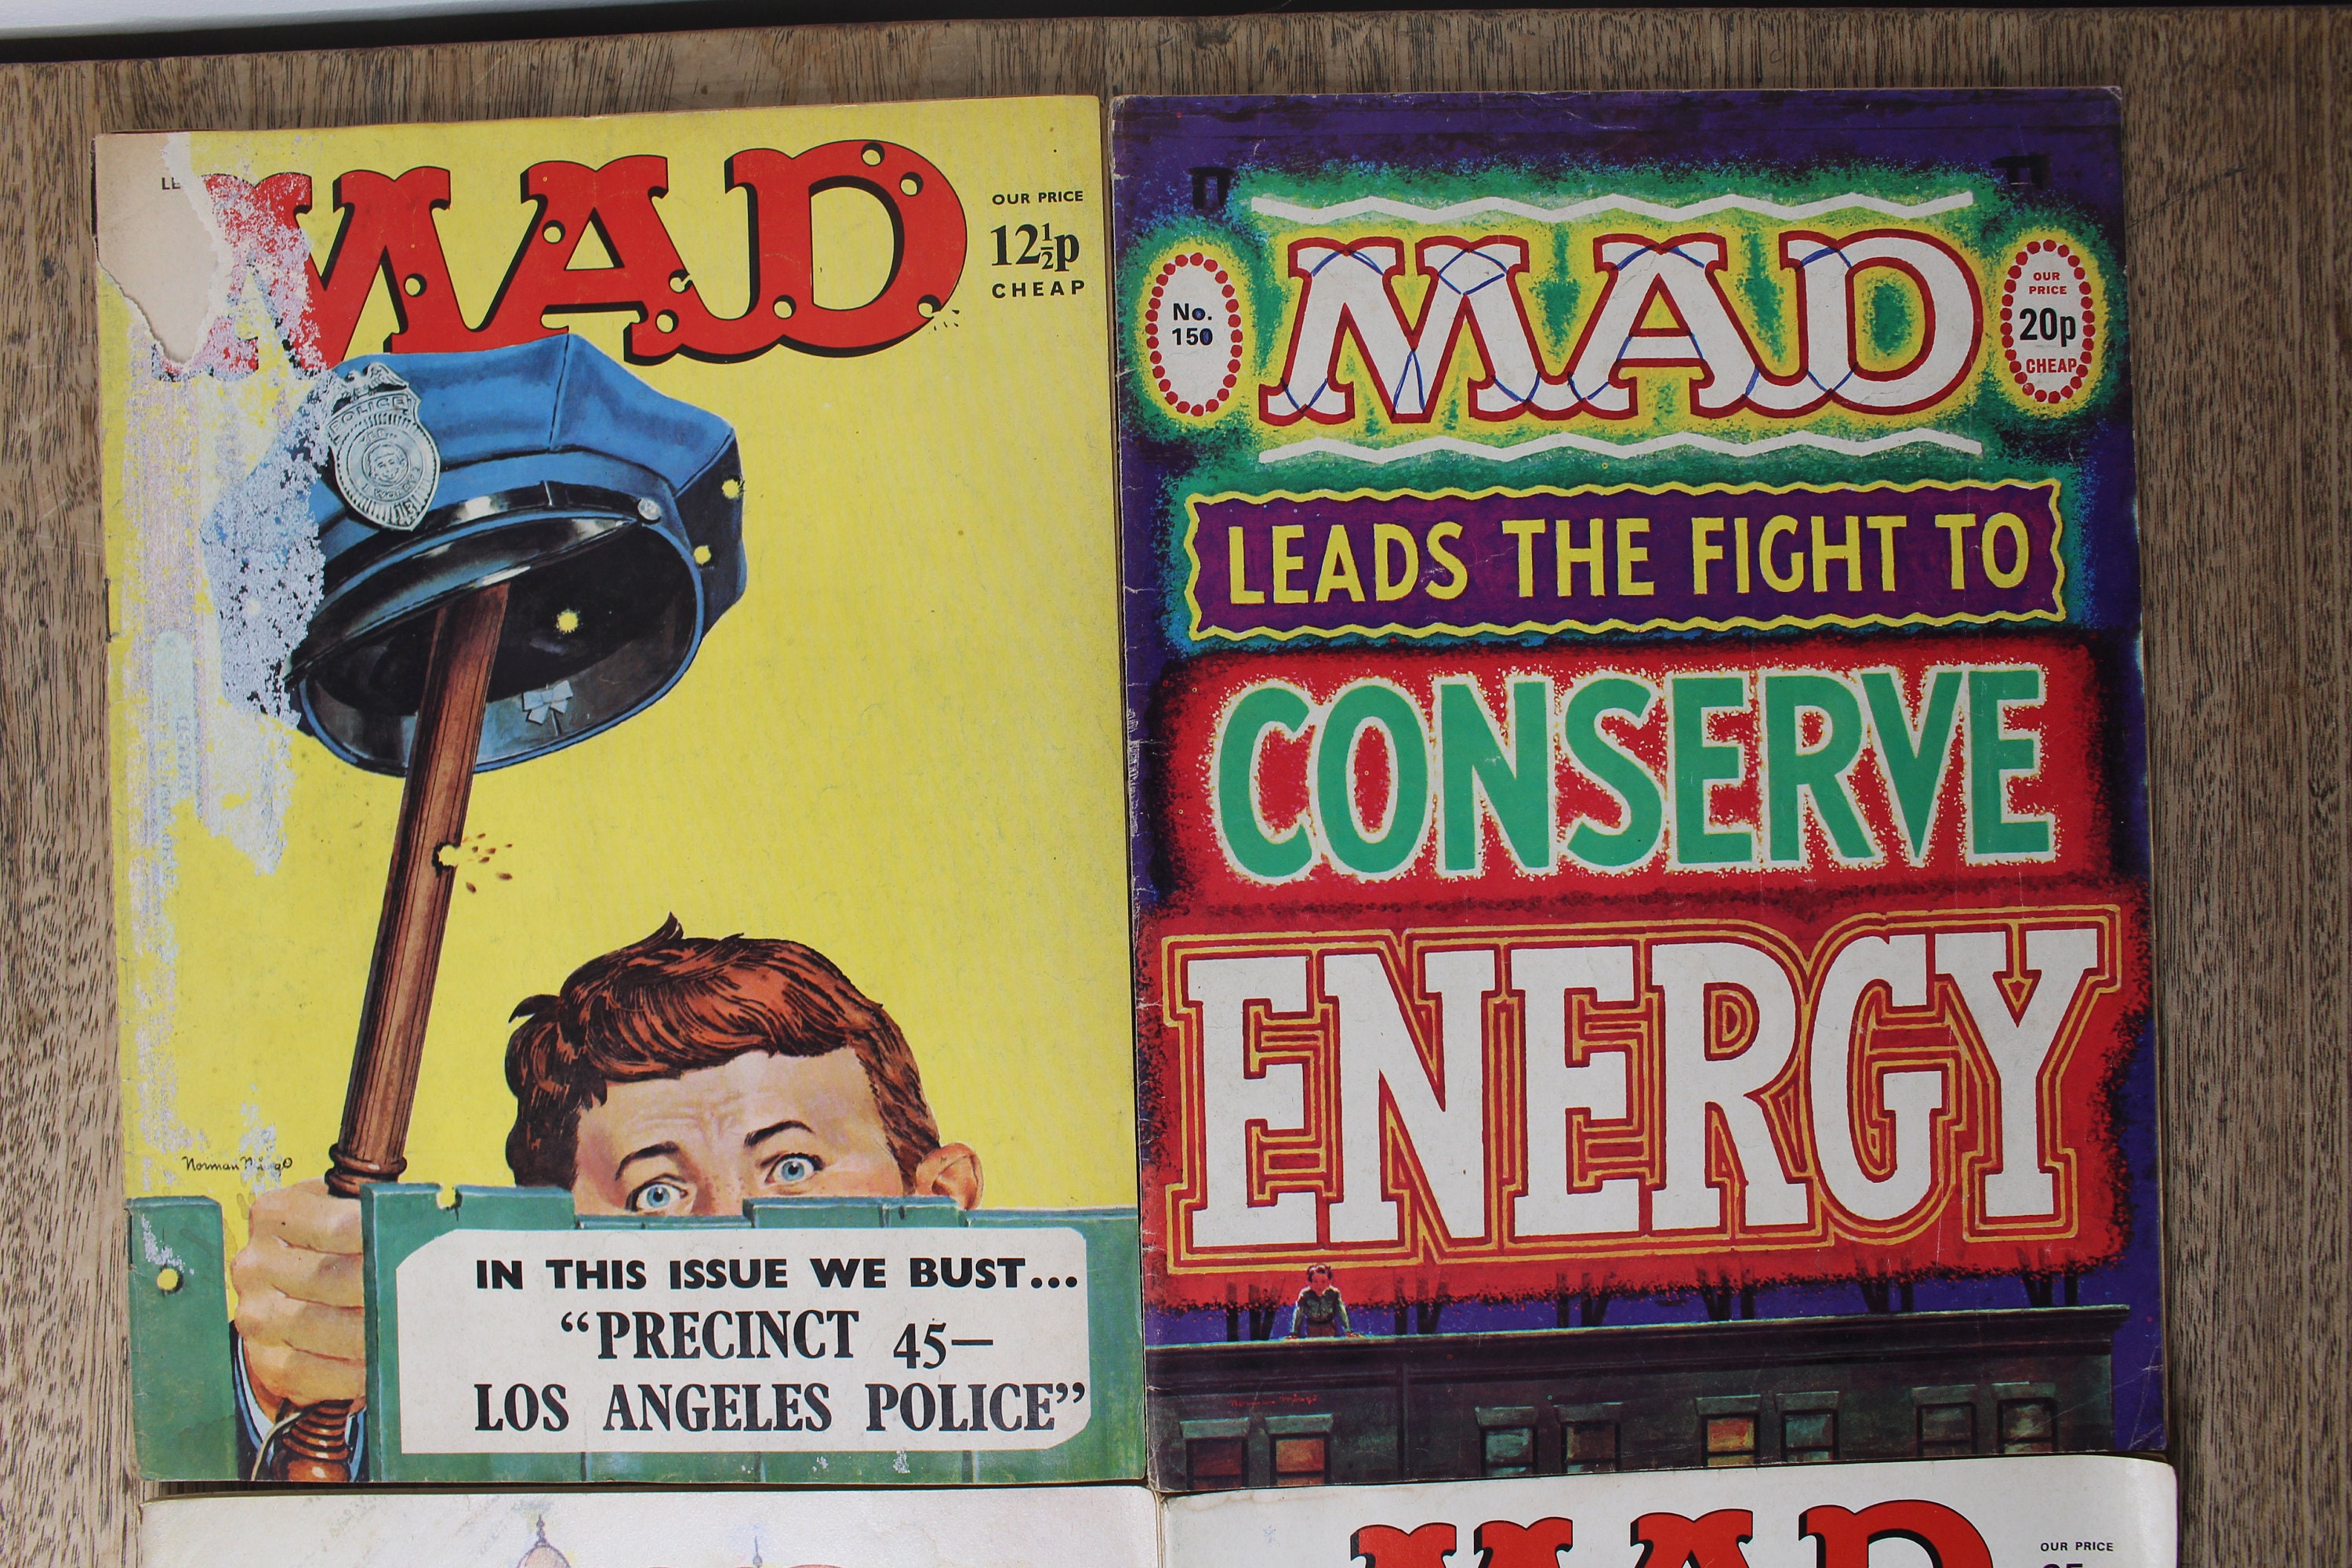 MAD
OUR PRICE
12½p
CHEAP
POLICE
Norman Mingo
IN THIS ISSUE WE BUST...
“PRECINCT 45—
LOS ANGELES POLICE”
No.
150
MAD
OUR
PRICE
20p
CHEAP
LEADS THE FIGHT TO
CONSERVE
ENERGY
MAD
OUR PRICE